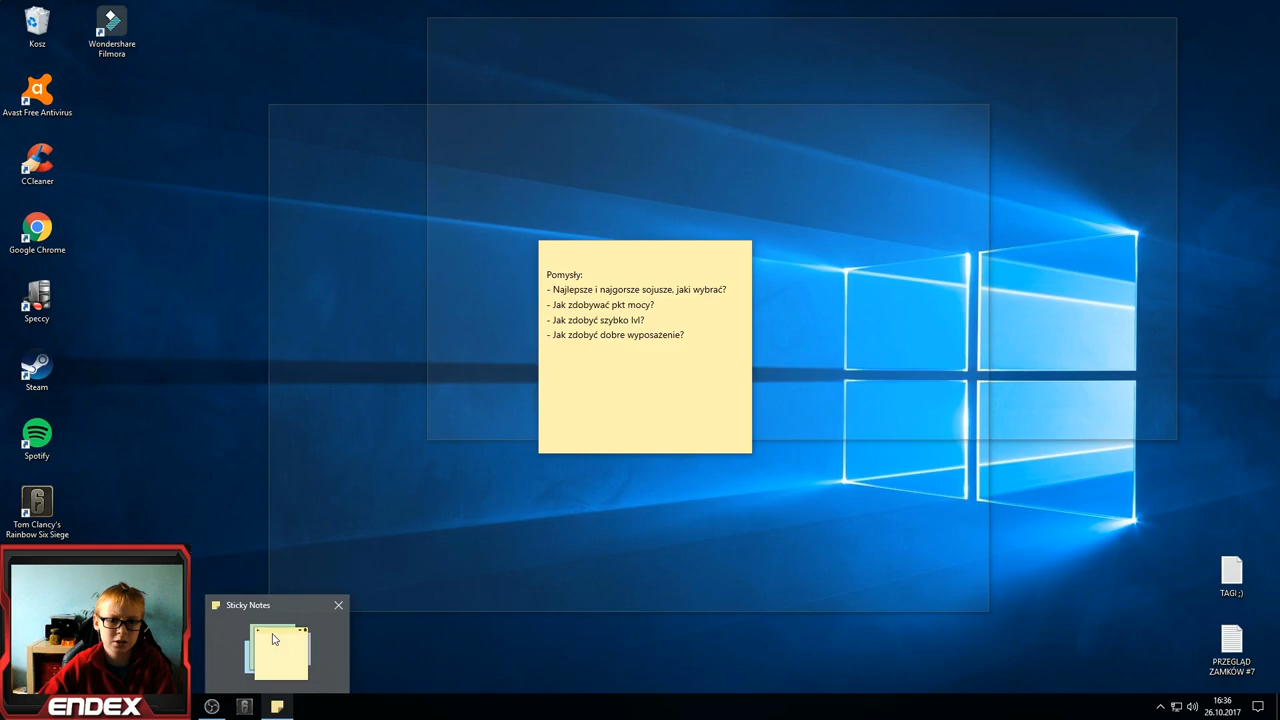 Kosz
Wondershare
Filmora
Avast Free Antivirus
CCleaner
Google Chrome
Speccy
Steam
Spotify
Tom Clancy's
Rainbow Six Siege
Pomysły:
- Najlepsze i najgorsze sojusze, jaki wybrać?
- Jak zdobywać pkt mocy?
- Jak zdobyć szybko lvl?
- Jak zdobyć dobre wyposażenie?
TAGI ;)
PRZEGLĄD
ZAMKÓW #7
Sticky Notes
ENDEX
16:36
26.10.2017